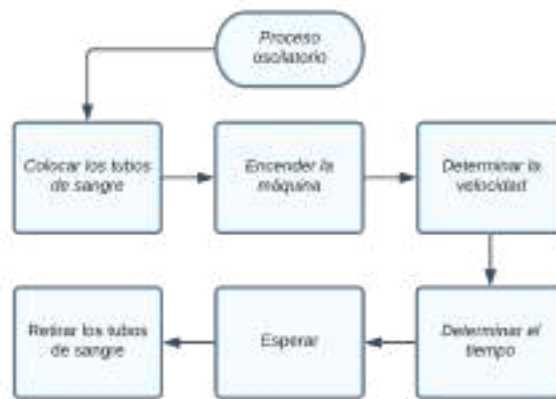 Proceso
oscilatorio
Colocar los tubos
de sangre
Encender la
máquina
Determinar la
velocidad
Determinar el
tiempo
Esperar
Retirar los tubos
de sangre